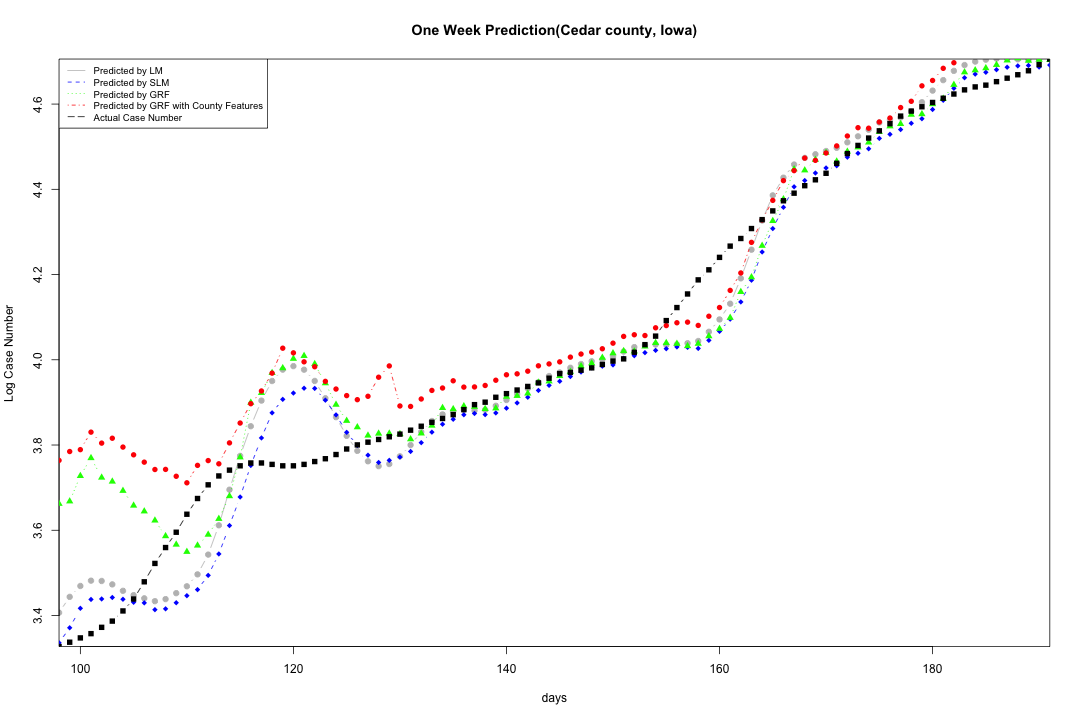 One Week Prediction(Cedar county, Iowa)
Predicted by LM
Predicted by SLM
Predicted by GRF
Predicted by GRF with County Features
Actual Case Number
Log Case Number
4.6
4.4
4.2
4.0
3.8
3.6
3.4
100 120 140 160 180
days